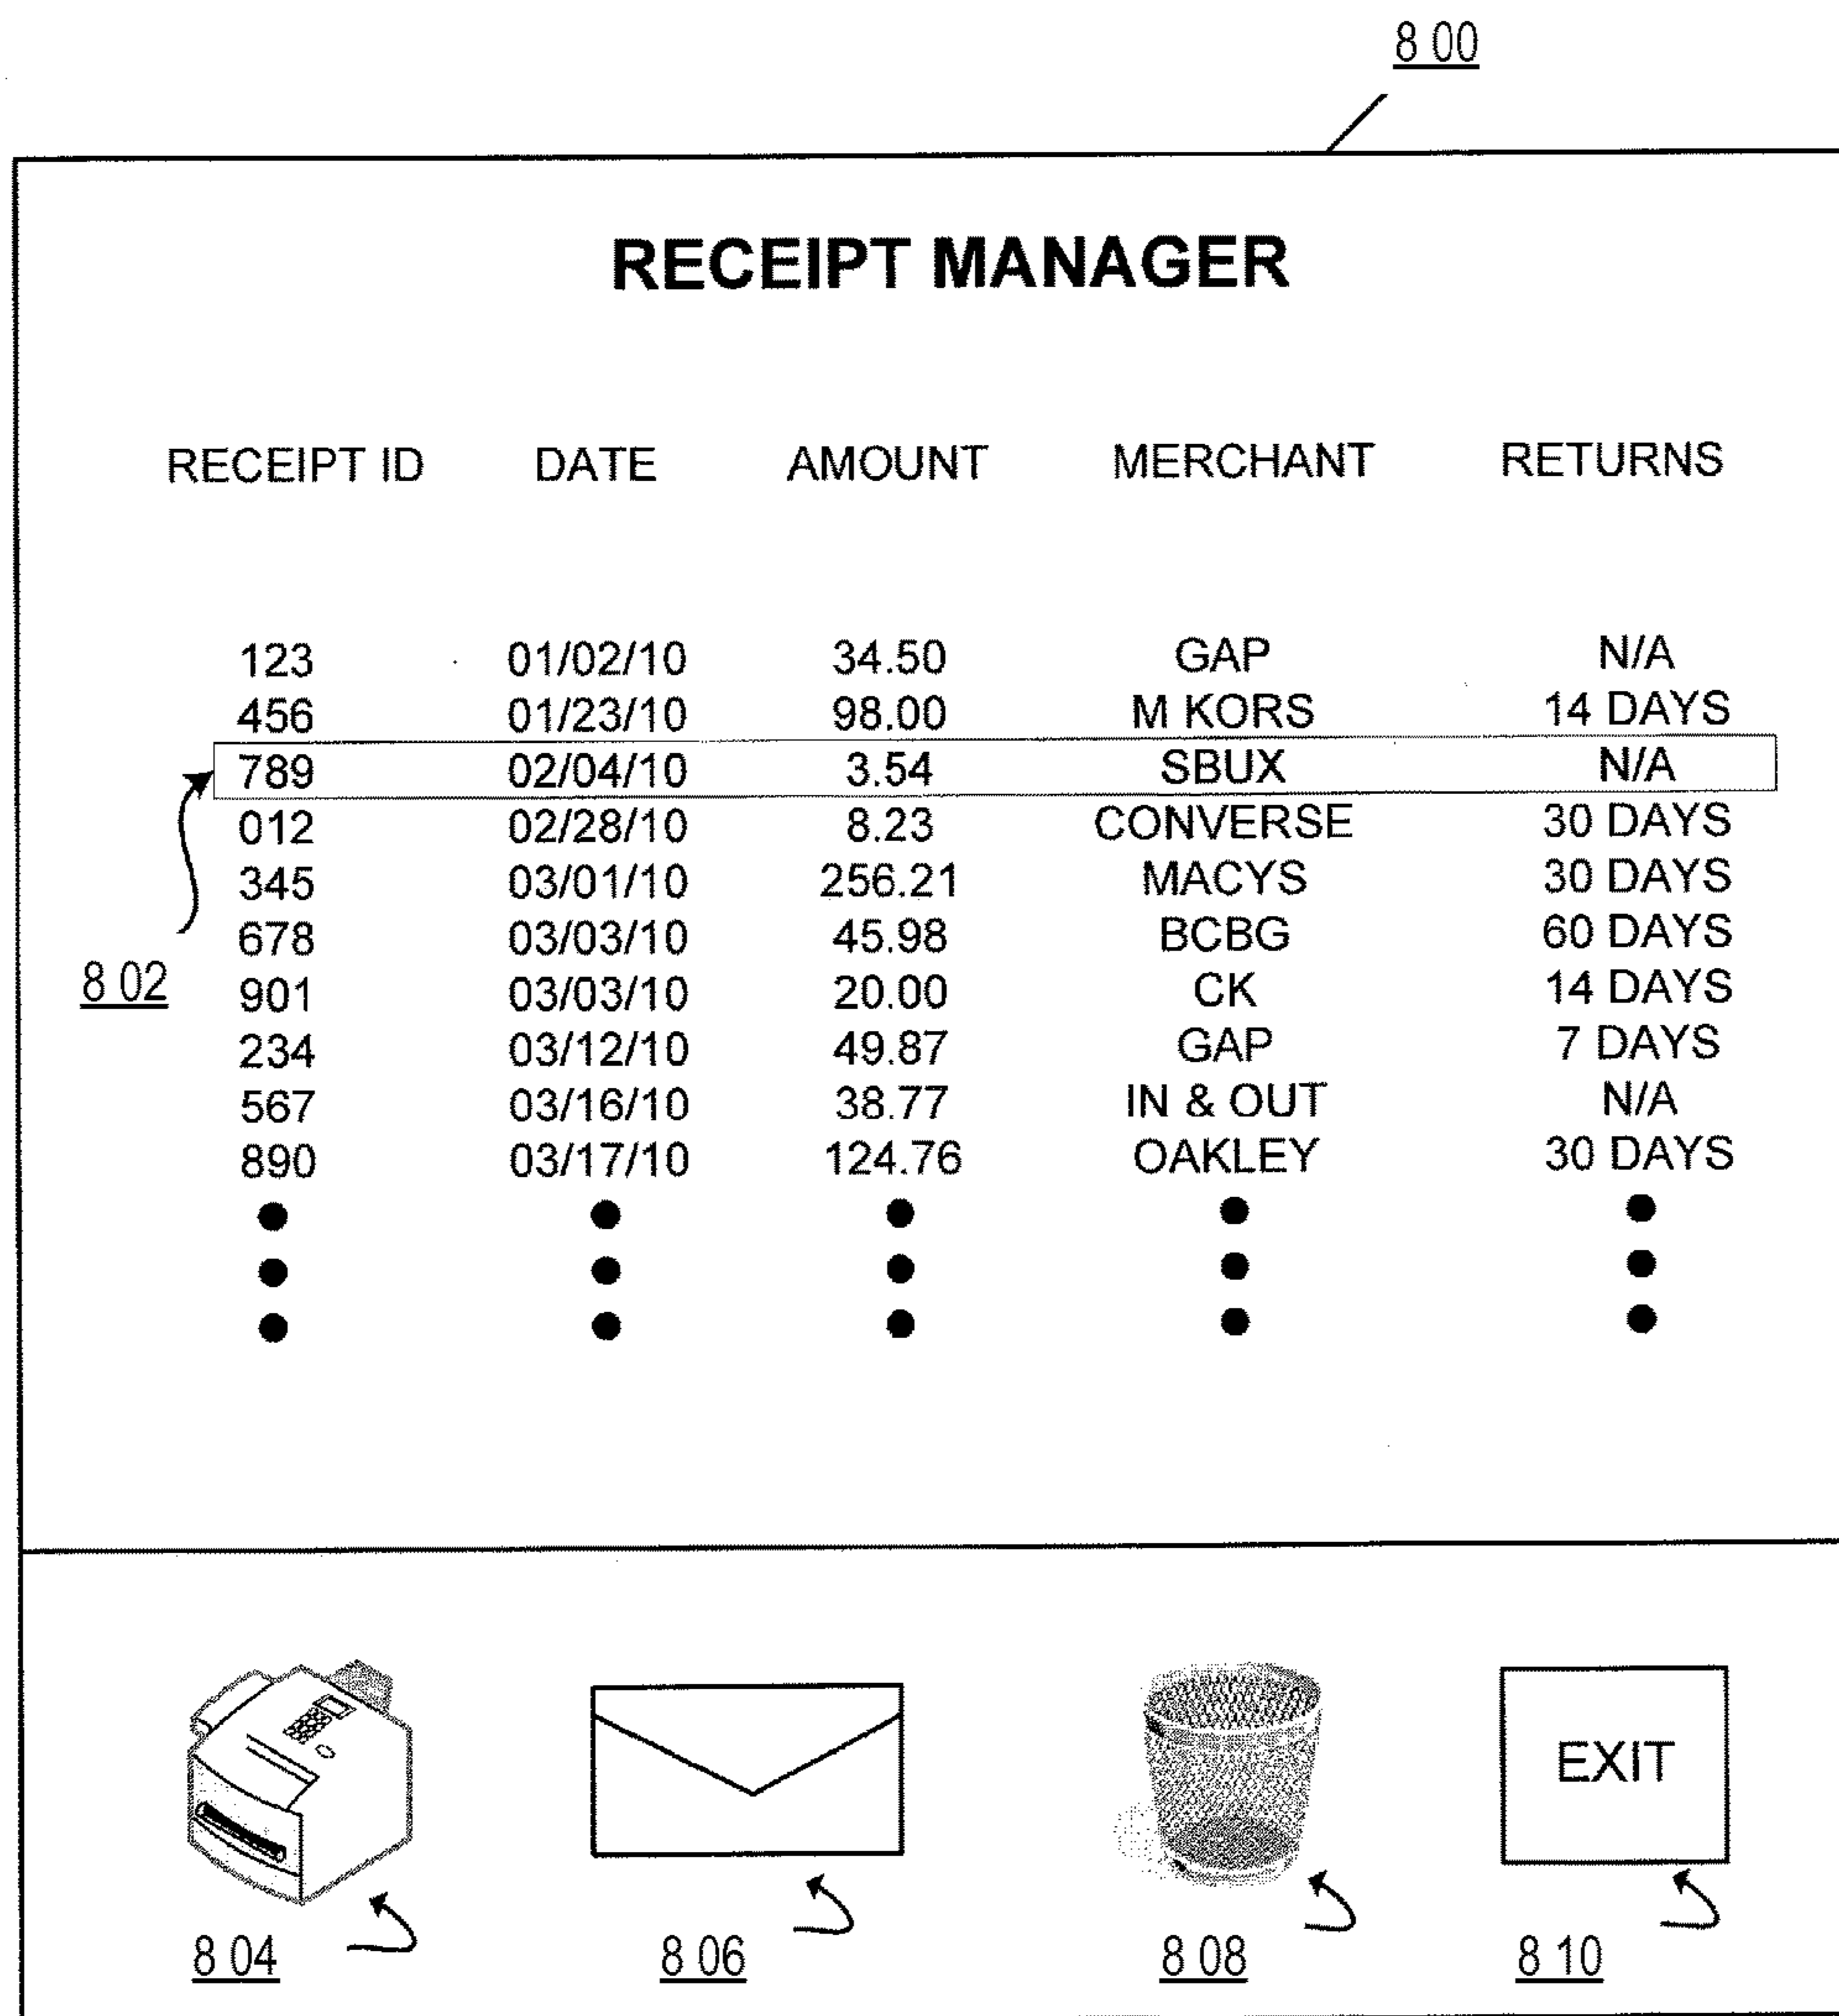 8 00
RECEIPT MANAGER
RECEIPT ID DATE AMOUNT MERCHANT RETURNS
123 01/02/10 34.50 GAP N/A
456 01/23/10 98.00 M KORS 14 DAYS
789 02/04/10 3.54 SBUX N/A
012 02/28/10 8.23 CONVERSE 30 DAYS
345 03/01/10 256.21 MACYS 30 DAYS
678 03/03/10 45.98 BCBG 60 DAYS
8 02
901 03/03/10 20.00 CK 14 DAYS
234 03/12/10 49.87 GAP 7 DAYS
567 03/16/10 38.77 IN & OUT N/A
890 03/17/10 124.76 OAKLEY 30 DAYS
EXIT
8 04 8 06 8 08 8 10